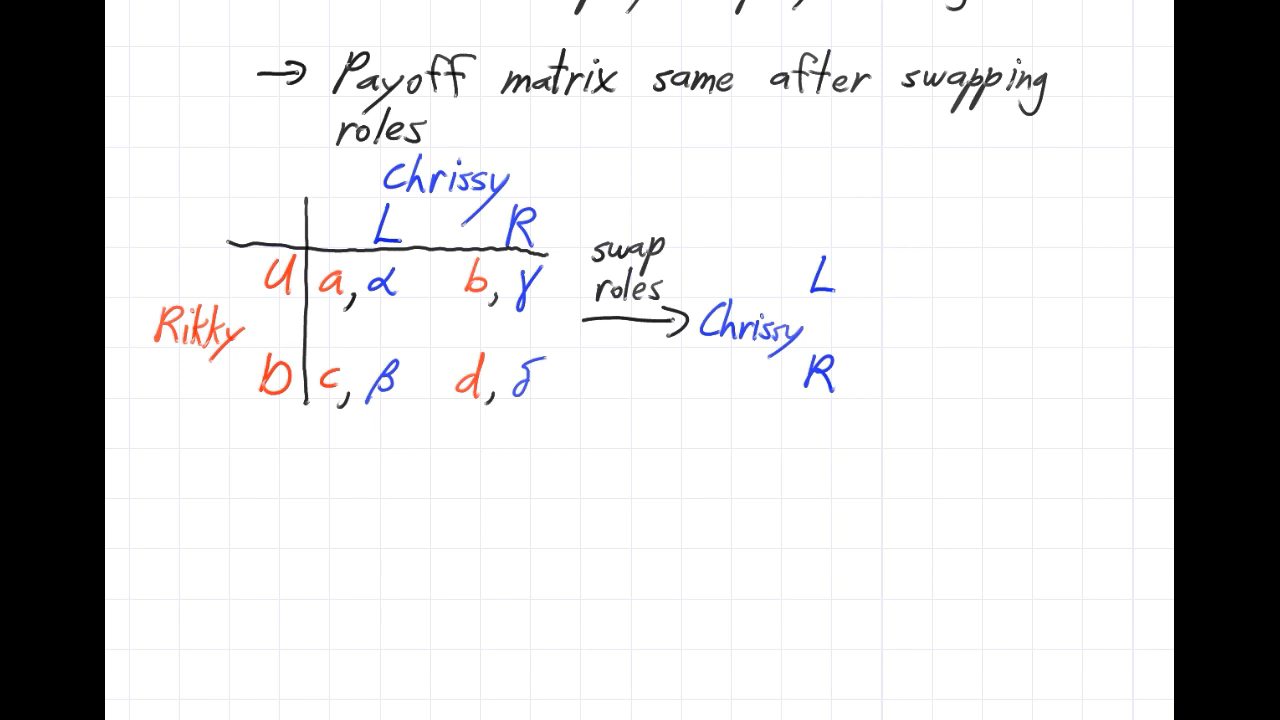 → Payoff matrix same after swapping
roles
Chrissy
L R
U a, α b, γ
Rikky
D c, β d, δ
swap
roles
→
L
Chrissy
R